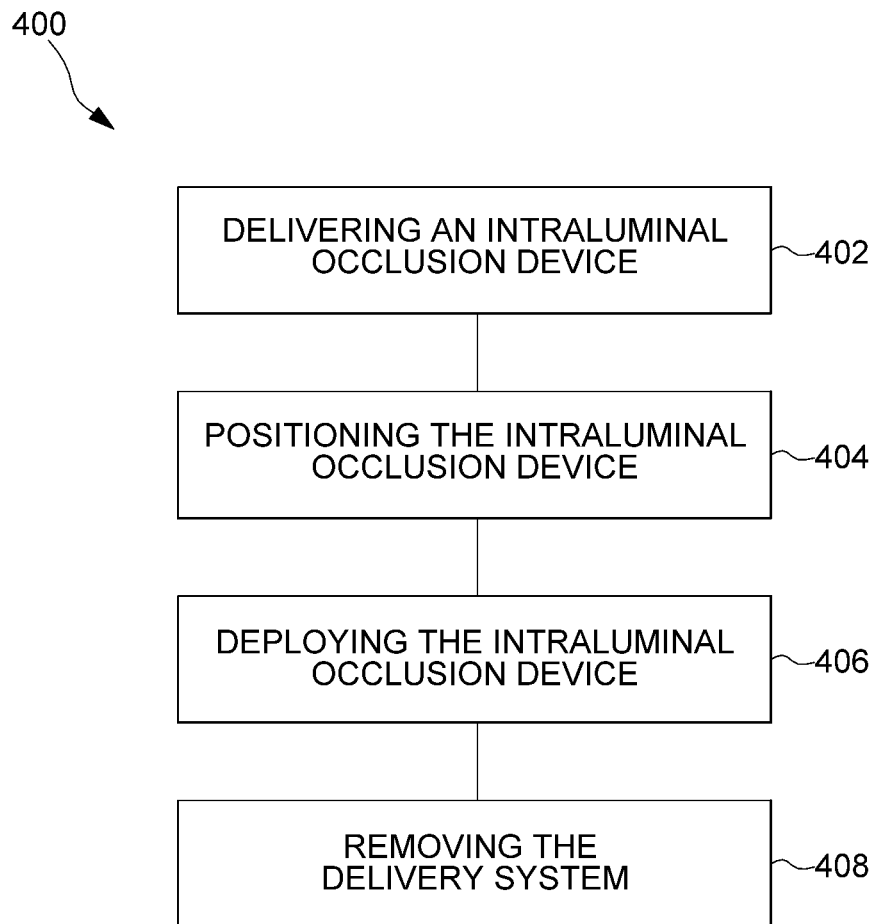 400
DELIVERING AN INTRALUMINAL
OCCLUSION DEVICE
402
POSITIONING THE INTRALUMINAL
OCCLUSION DEVICE
404
DEPLOYING THE INTRALUMINAL
OCCLUSION DEVICE
406
REMOVING THE
DELIVERY SYSTEM
408